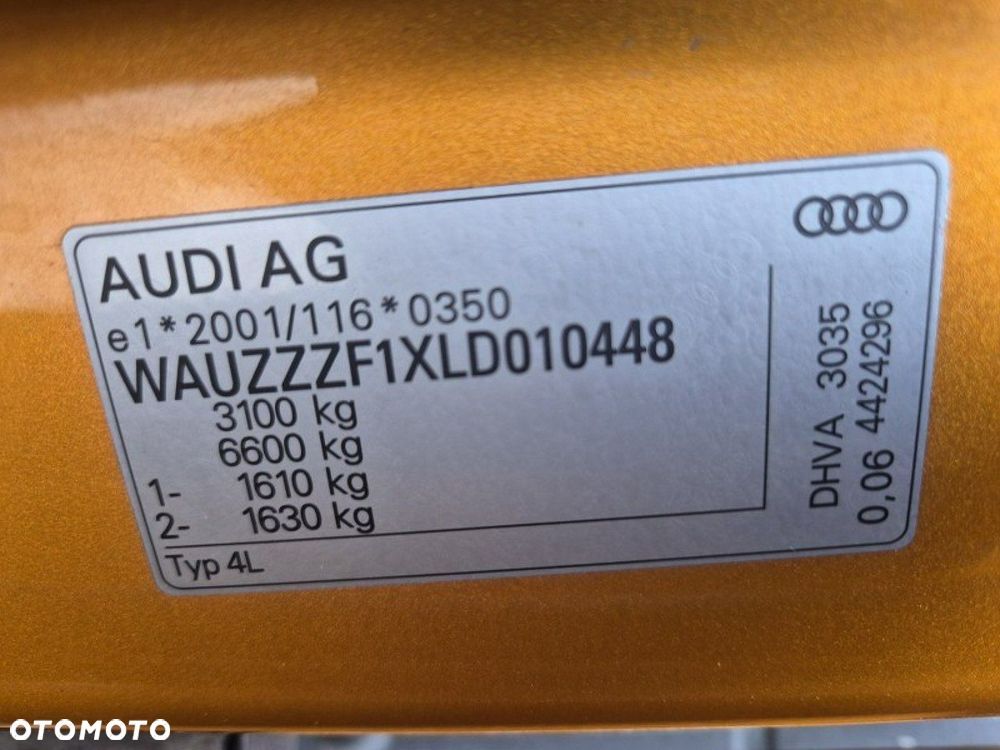 AUDI AG
e1*2001/116*0350
WAUZZZF1XLD010448
3100 kg
6600 kg
1- 1610 kg
2- 1630 kg
Typ 4L
DHVA 3035
0,06 4424296
OTOMOTO